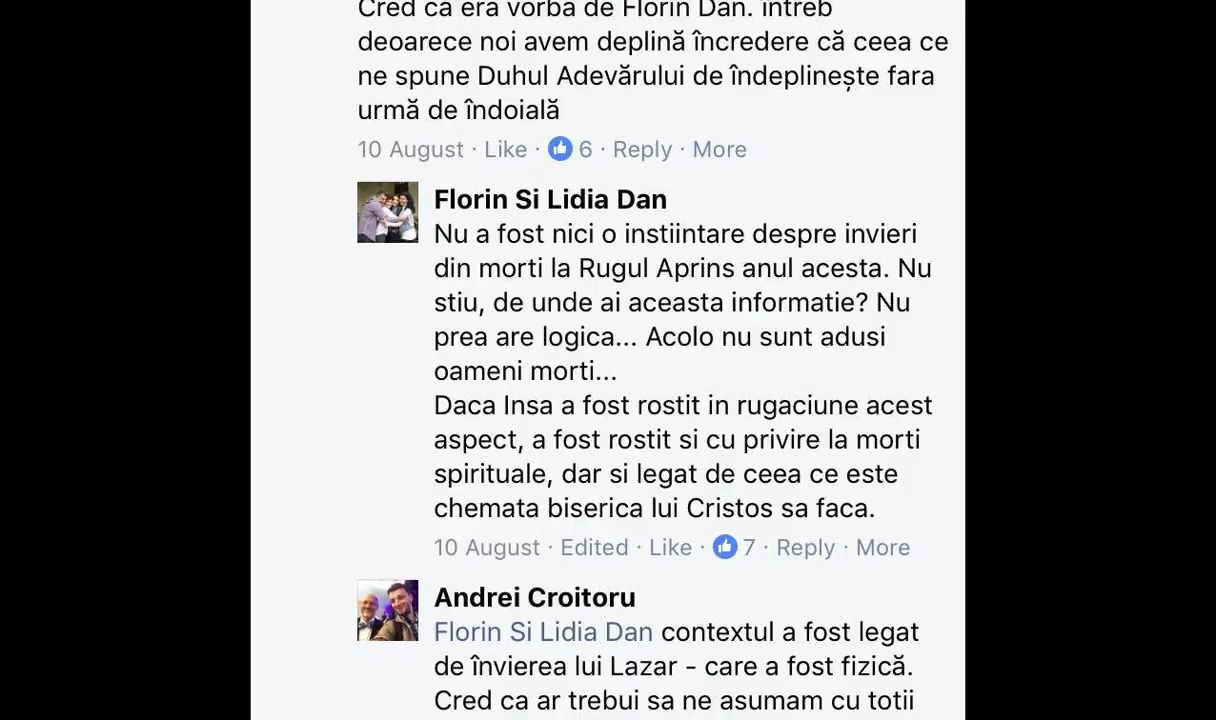 Cred că era vorba de Florin Dan. întreb
deoarece noi avem deplină încredere că ceea ce
ne spune Duhul Adevărului de îndeplinește fara
urmă de îndoială
10 August · Like · 6 · Reply · More
Florin Si Lidia Dan
Nu a fost nici o instiintare despre invieri
din morti la Rugul Aprins anul acesta. Nu
stiu, de unde ai aceasta informatie? Nu
prea are logica... Acolo nu sunt adusi
oameni morti...
Daca Insa a fost rostit in rugaciune acest
aspect, a fost rostit si cu privire la morti
spirituale, dar si legat de ceea ce este
chemata biserica lui Cristos sa faca.
10 August · Edited · Like · 7 · Reply · More
Andrei Croitoru
Florin Si Lidia Dan contextul a fost legat
de învierea lui Lazar - care a fost fizică.
Cred ca ar trebui sa ne asumam cu totii